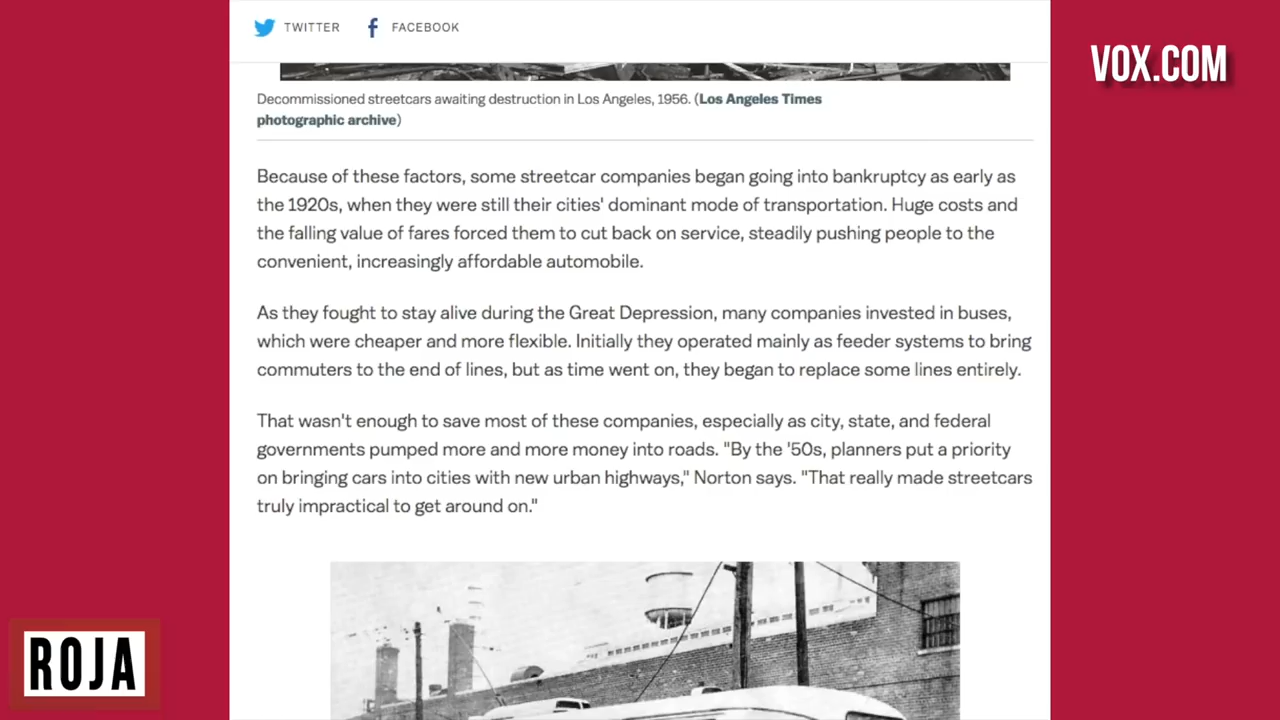 TWITTER
FACEBOOK
VOX.COM
Decommissioned streetcars awaiting destruction in Los Angeles, 1956. (Los Angeles Times
photographic archive)
Because of these factors, some streetcar companies began going into bankruptcy as early as
the 1920s, when they were still their cities' dominant mode of transportation. Huge costs and
the falling value of fares forced them to cut back on service, steadily pushing people to the
convenient, increasingly affordable automobile.
As they fought to stay alive during the Great Depression, many companies invested in buses,
which were cheaper and more flexible. Initially they operated mainly as feeder systems to bring
commuters to the end of lines, but as time went on, they began to replace some lines entirely.
That wasn't enough to save most of these companies, especially as city, state, and federal
governments pumped more and more money into roads. "By the '50s, planners put a priority
on bringing cars into cities with new urban highways," Norton says. "That really made streetcars
truly impractical to get around on."
ROJA